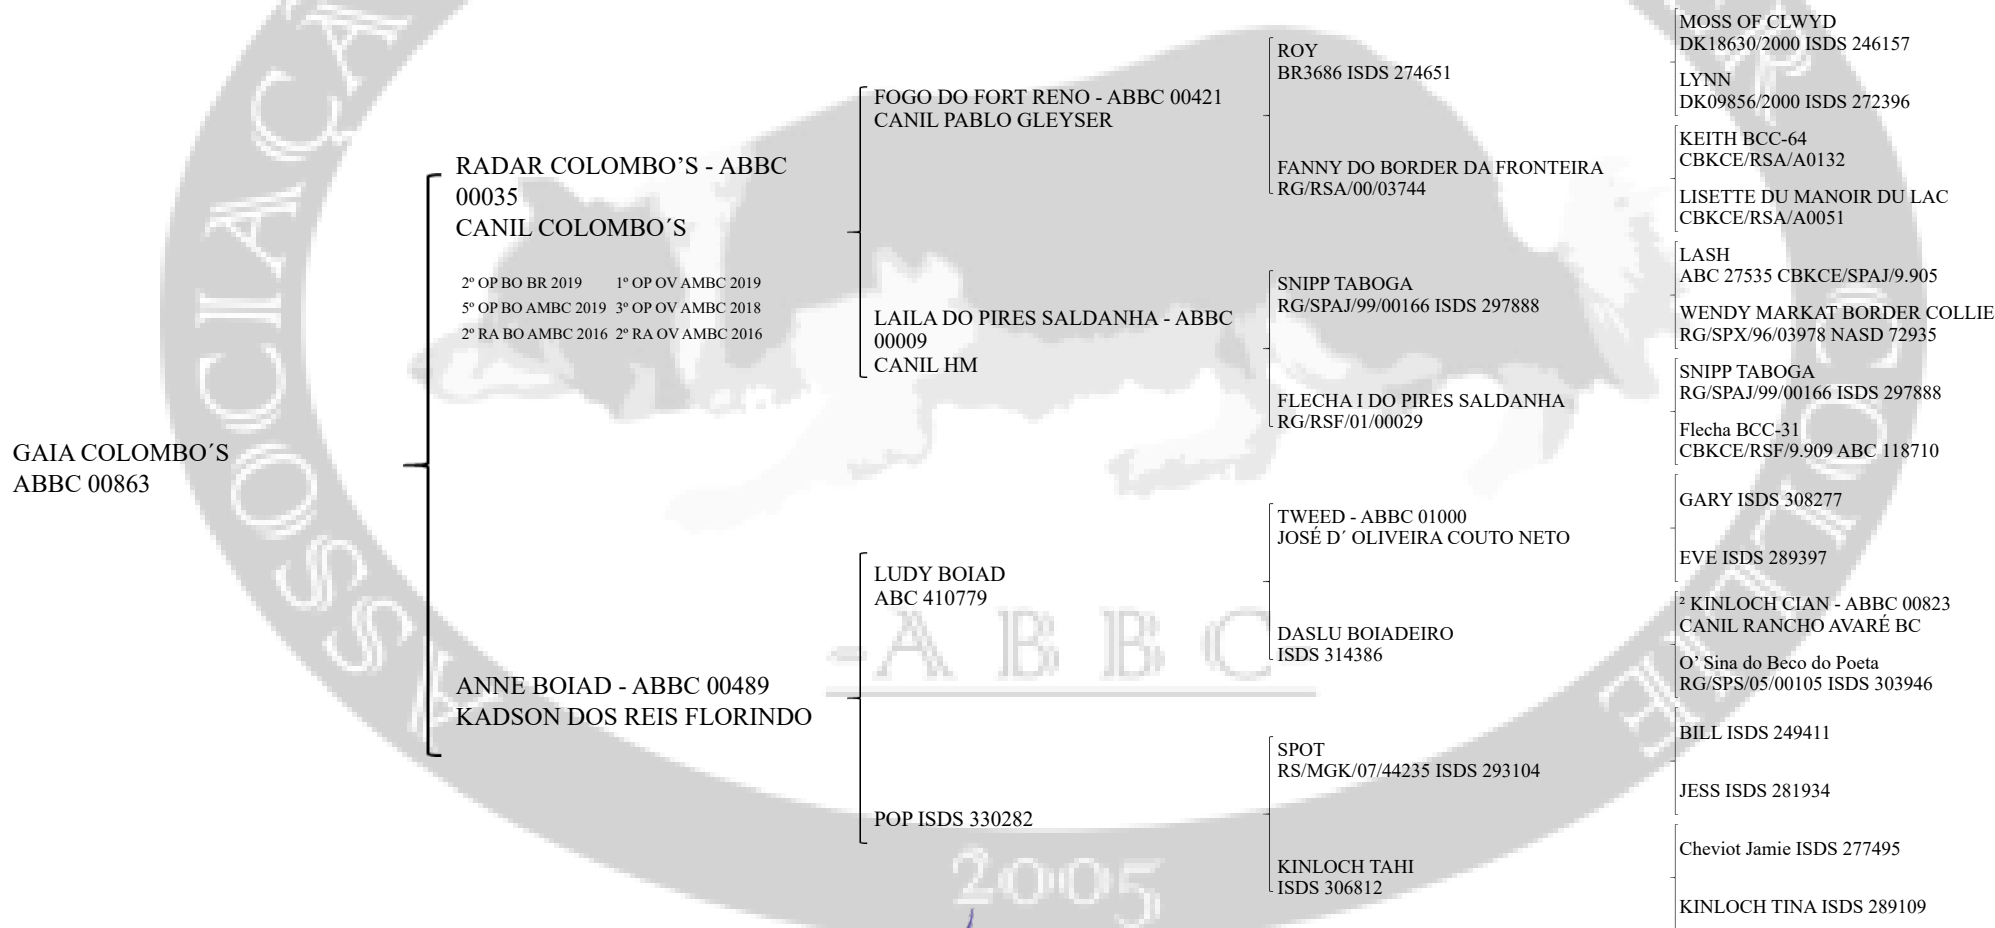 GAIA COLOMBO´S
ABBC 00863
RADAR COLOMBO’S - ABBC
00035
CANIL COLOMBO´S
2º OP BO BR 2019 1º OP OV AMBC 2019
5º OP BO AMBC 2019 3º OP OV AMBC 2018
2º RA BO AMBC 2016 2º RA OV AMBC 2016
ANNE BOIAD - ABBC 00489
KADSON DOS REIS FLORINDO
FOGO DO FORT RENO - ABBC 00421
CANIL PABLO GLEYSER
LAILA DO PIRES SALDANHA - ABBC
00009
CANIL HM
LUDY BOIAD
ABC 410779
POP ISDS 330282
ROY
BR3686 ISDS 274651
FANNY DO BORDER DA FRONTEIRA
RG/RSA/00/03744
SNIPP TABOGA
RG/SPAJ/99/00166 ISDS 297888
FLECHA I DO PIRES SALDANHA
RG/RSF/01/00029
TWEED - ABBC 01000
JOSÉ D´ OLIVEIRA COUTO NETO
DASLU BOIADEIRO
ISDS 314386
SPOT
RS/MGK/07/44235 ISDS 293104
KINLOCH TAHI
ISDS 306812
MOSS OF CLWYD
DK18630/2000 ISDS 246157
LYNN
DK09856/2000 ISDS 272396
KEITH BCC-64
CBKCE/RSA/A0132
LISETTE DU MANOIR DU LAC
CBKCE/RSA/A0051
LASH
ABC 27535 CBKCE/SPAJ/9.905
WENDY MARKAT BORDER COLLIE
RG/SPX/96/03978 NASD 72935
SNIPP TABOGA
RG/SPAJ/99/00166 ISDS 297888
Flecha BCC-31
CBKCE/RSF/9.909 ABC 118710
GARY ISDS 308277
EVE ISDS 289397
² KINLOCH CIAN - ABBC 00823
CANIL RANCHO AVARÉ BC
O’ Sina do Beco do Poeta
RG/SPS/05/00105 ISDS 303946
BILL ISDS 249411
JESS ISDS 281934
Cheviot Jamie ISDS 277495
KINLOCH TINA ISDS 289109
ASSOCIAÇÃ
-A B B C
2005